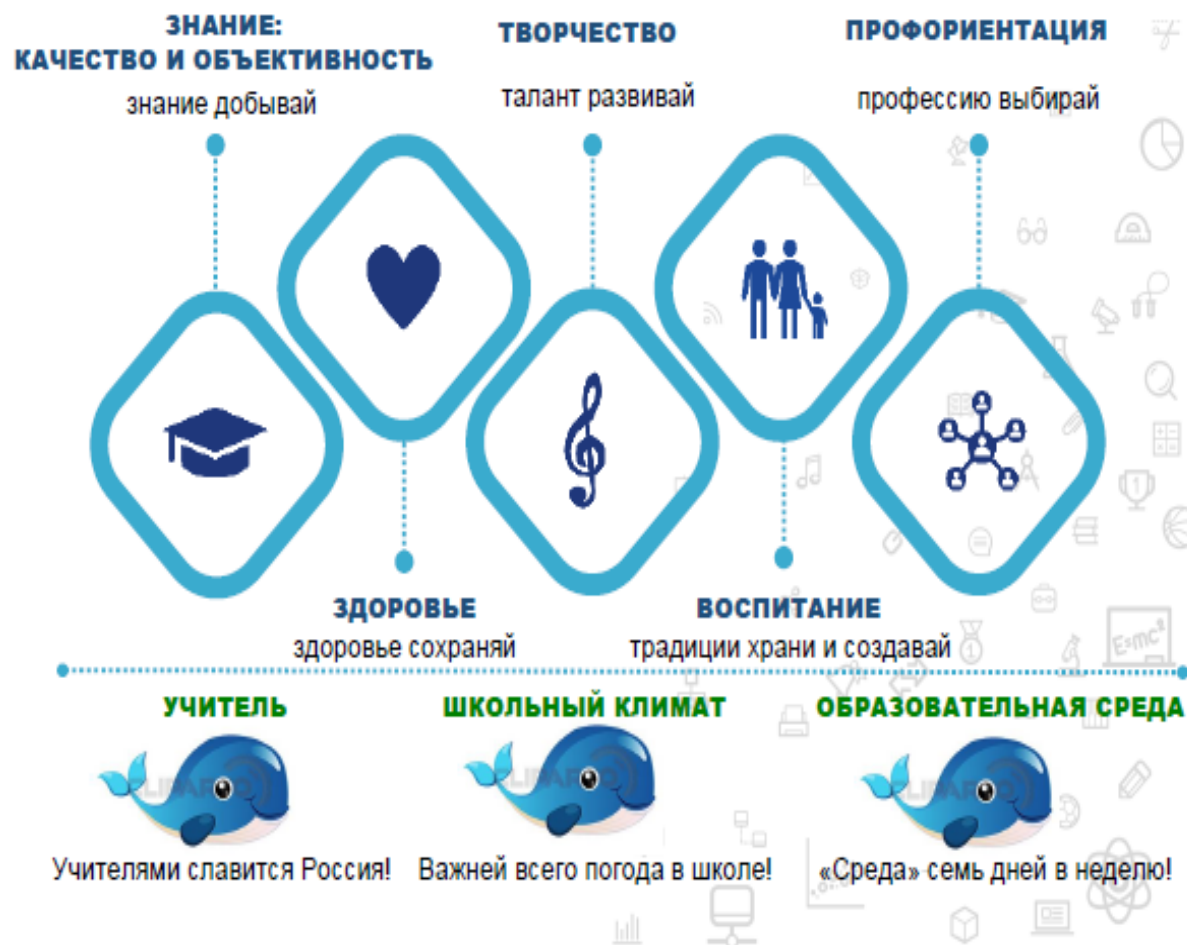 ЗНАНИЕ:
КАЧЕСТВО И ОБЪЕКТИВНОСТЬ
знание добывай
ТВОРЧЕСТВО
талант развивай
ПРОФОРИЕНТАЦИЯ
профессию выбирай
ЗДОРОВЬЕ
здоровье сохраняй
ВОСПИТАНИЕ
традиции храни и создавай
E=mc²
УЧИТЕЛЬ
Учителями славится Россия!
ШКОЛЬНЫЙ КЛИМАТ
Важней всего погода в школе!
ОБРАЗОВАТЕЛЬНАЯ СРЕДА
«Среда» семь дней в неделю!